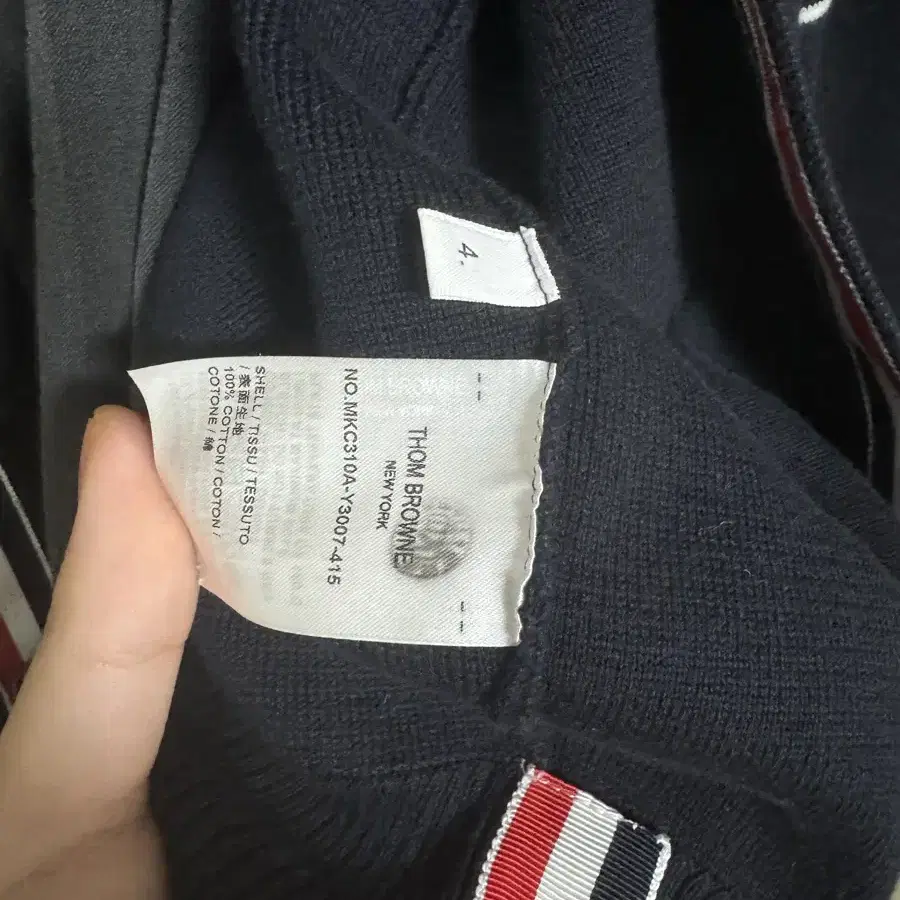 4.
THOM BROWNE
NEW YORK
NO.MKC310A-Y3007-415
SHELL / TISSU / TESSUTO
/ 表面生地
100% COTTON / COTON /
COTONE / 綿